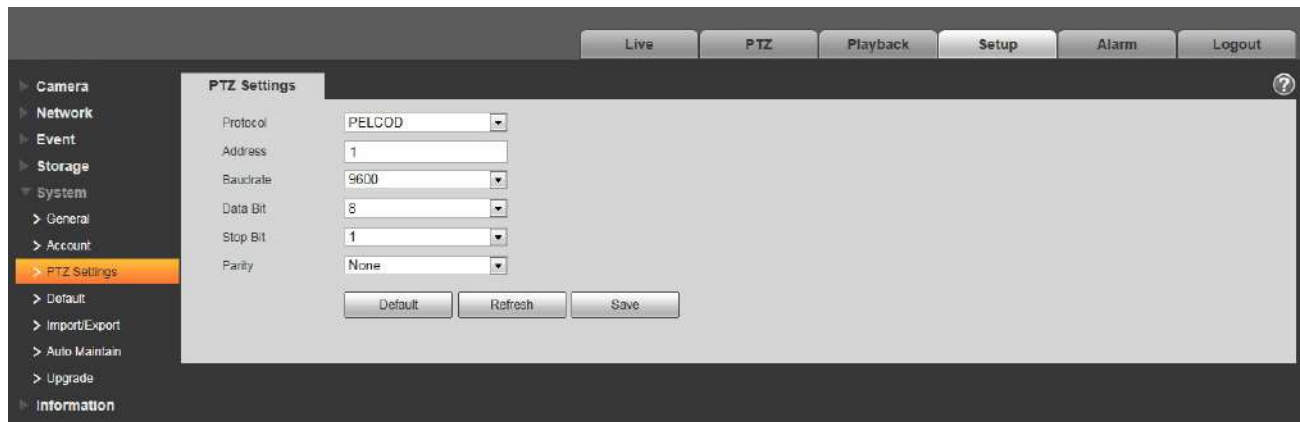 Live PTZ Playback Setup Alarm Logout
Camera
Network
Event
Storage
System
> General
> Account
> PTZ Settings
> Default
> Import/Export
> Auto Maintain
> Upgrade
Information
PTZ Settings ?
Protocol PELCOD
Address 1
Baudrate 9600
Data Bit 8
Stop Bit 1
Parity None
Default Refresh Save